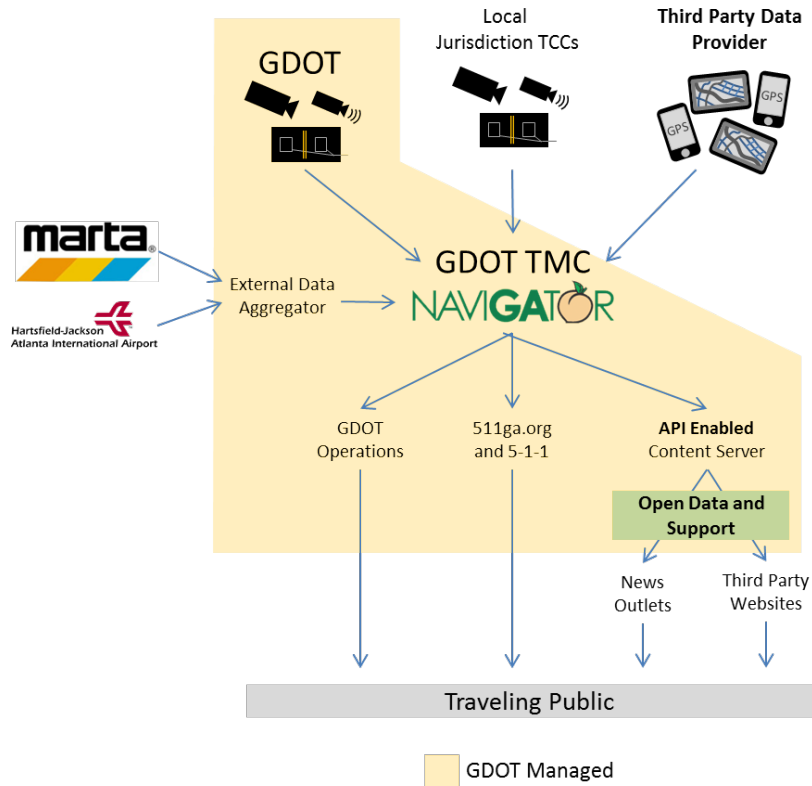 Local
Jurisdiction TCCs
Third Party Data
Provider
GDOT
GPS
GPS
marta®
Hartsfield-Jackson
Atlanta International Airport
External Data
Aggregator
GDOT TMC
NAVIGATOR
GDOT
Operations
511ga.org
and 5-1-1
API Enabled
Content Server
Open Data and
Support
News
Outlets
Third Party
Websites
Traveling Public
GDOT Managed